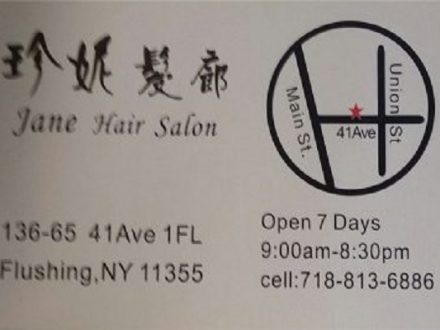 珍妮髮廊
Jane Hair Salon
Main St.
41Ave
Union St
136-65 41Ave 1FL
Flushing,NY 11355
Open 7 Days
9:00am-8:30pm
cell:718-813-6886